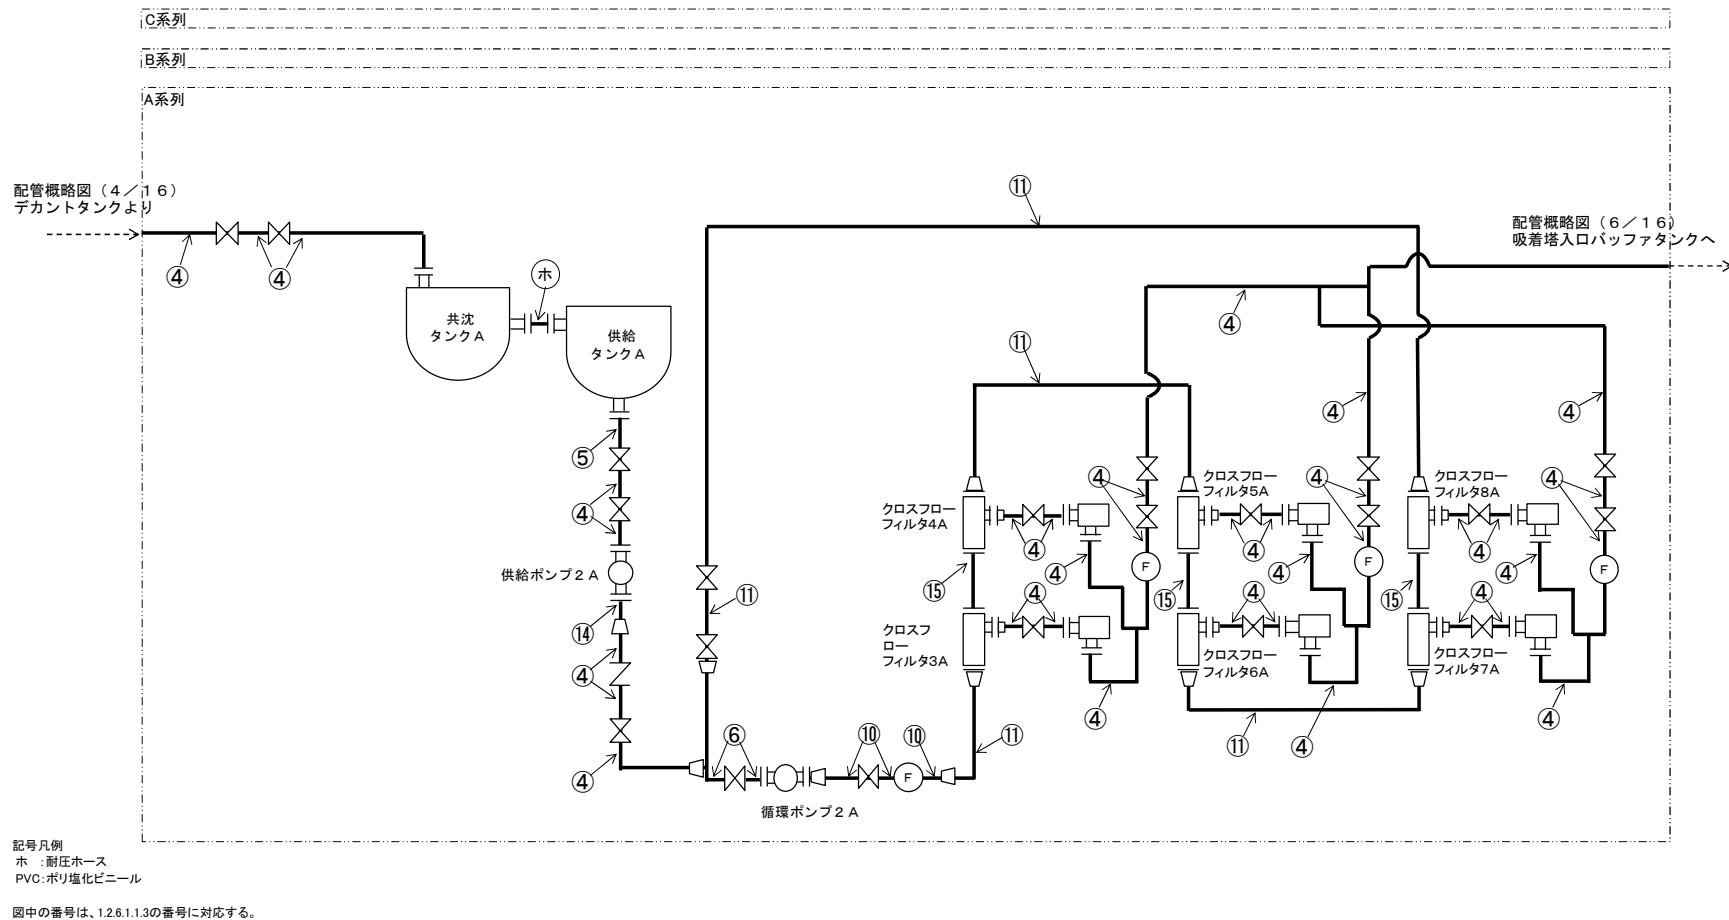 C系列
B系列
A系列
配管概略図（4／16）
デカントタンクより
④
④
ホ
共沈
タンクA
供給
タンクA
⑪
配管概略図（6／16）
吸着塔入口バッファタンクへ
④
⑪
④
④
⑤
④
供給ポンプ2A
⑭
④
④
⑪
クロスフロー
フィルタ4A
④
④
④
F
⑮
④
クロスフ
ロー
フィルタ3A
④
クロスフロー
フィルタ5A
④
④
④
F
⑮
④
クロスフロー
フィルタ6A
④
クロスフロー
フィルタ8A
④
④
④
F
⑮
④
クロスフロー
フィルタ7A
④
⑥
⑩
F
⑩
⑪
⑪
循環ポンプ2A
記号凡例
ホ ：耐圧ホース
PVC：ポリ塩化ビニール
図中の番号は、1.2.6.1.1.3の番号に対応する。